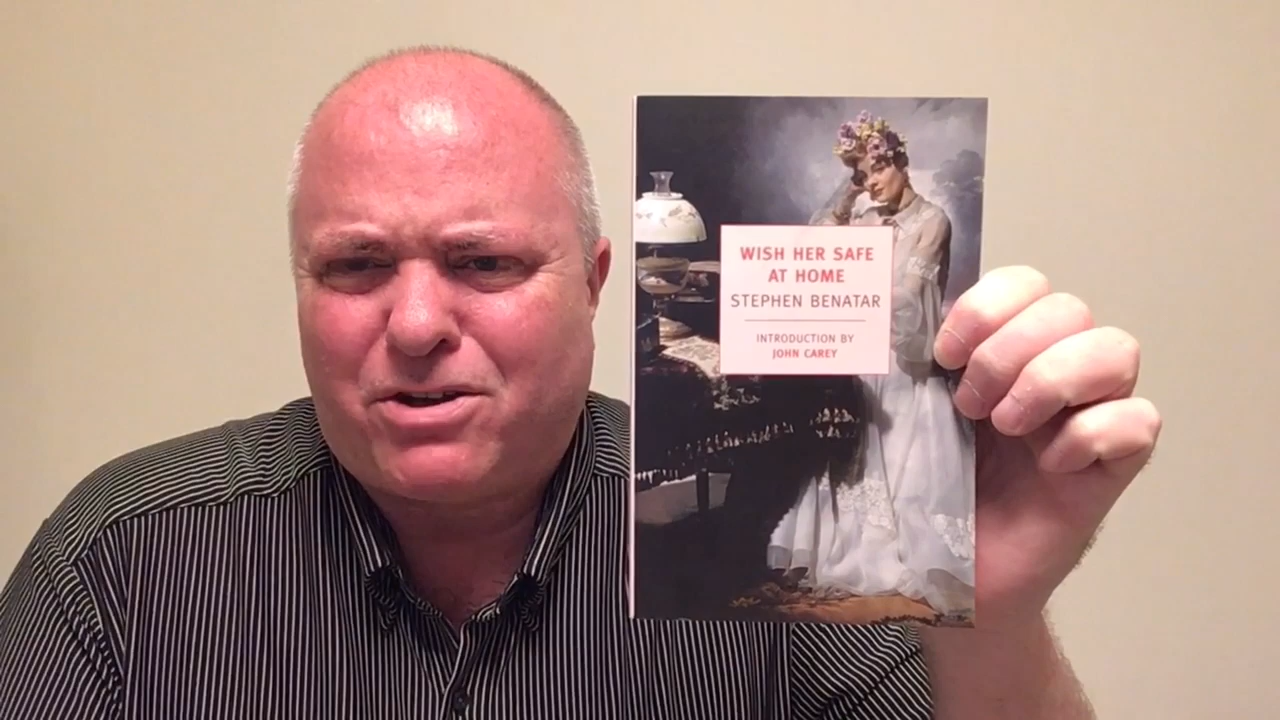 WISH HER SAFE
AT HOME
STEPHEN BENATAR
INTRODUCTION BY
JOHN CAREY